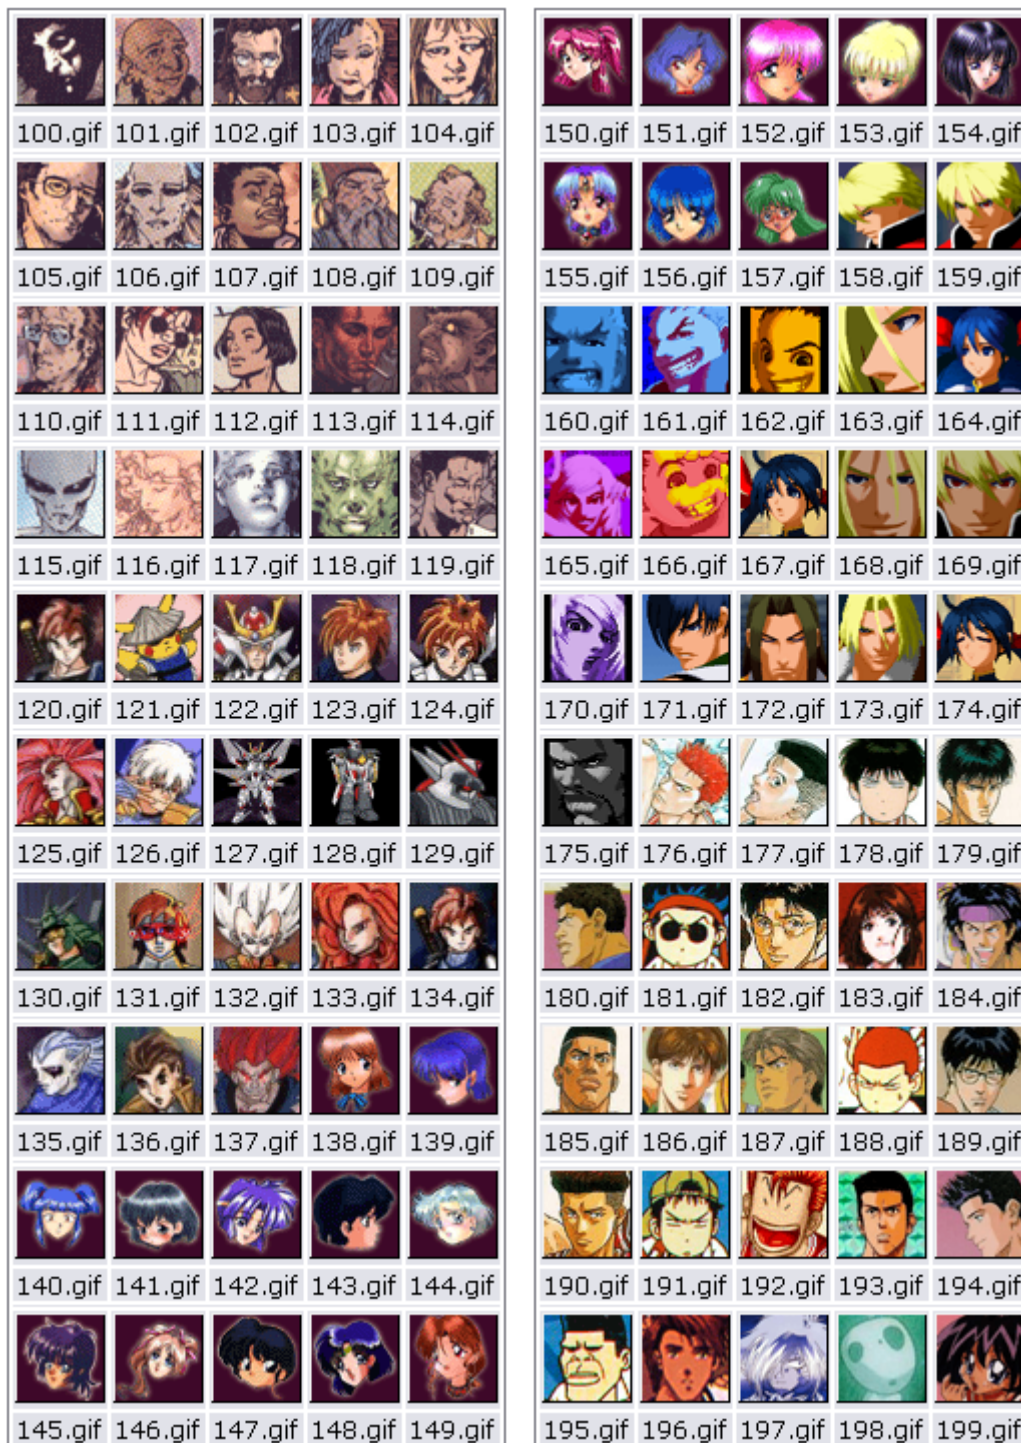 100.gif 101.gif 102.gif 103.gif 104.gif
105.gif 106.gif 107.gif 108.gif 109.gif
110.gif 111.gif 112.gif 113.gif 114.gif
115.gif 116.gif 117.gif 118.gif 119.gif
120.gif 121.gif 122.gif 123.gif 124.gif
125.gif 126.gif 127.gif 128.gif 129.gif
130.gif 131.gif 132.gif 133.gif 134.gif
135.gif 136.gif 137.gif 138.gif 139.gif
140.gif 141.gif 142.gif 143.gif 144.gif
145.gif 146.gif 147.gif 148.gif 149.gif
150.gif 151.gif 152.gif 153.gif 154.gif
155.gif 156.gif 157.gif 158.gif 159.gif
160.gif 161.gif 162.gif 163.gif 164.gif
165.gif 166.gif 167.gif 168.gif 169.gif
170.gif 171.gif 172.gif 173.gif 174.gif
175.gif 176.gif 177.gif 178.gif 179.gif
180.gif 181.gif 182.gif 183.gif 184.gif
185.gif 186.gif 187.gif 188.gif 189.gif
190.gif 191.gif 192.gif 193.gif 194.gif
195.gif 196.gif 197.gif 198.gif 199.gif